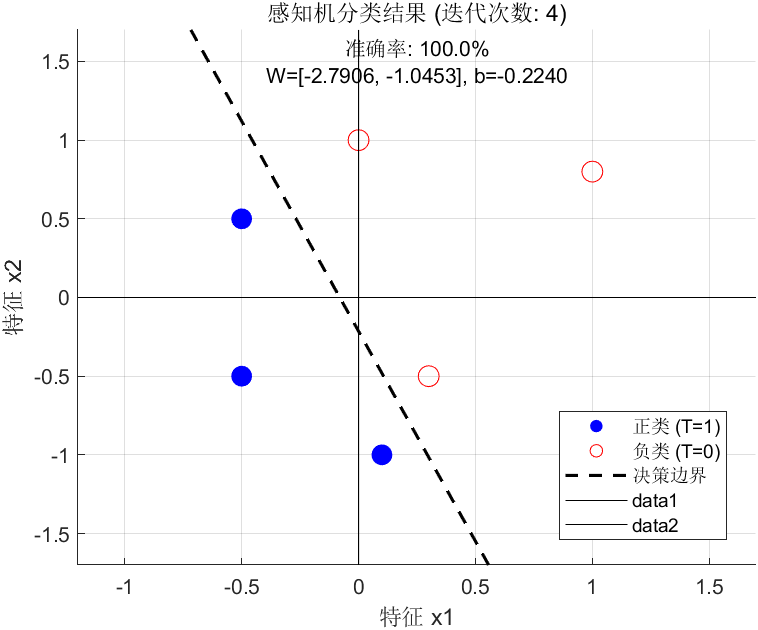 感知机分类结果 (迭代次数: 4)
准确率: 100.0%
W=[-2.7906, -1.0453], b=-0.2240
1.5
1
0.5
0
-0.5
-1
-1.5
特征 x2
-1
-0.5
0
0.5
1
1.5
特征 x1
正类 (T=1)
负类 (T=0)
决策边界
data1
data2